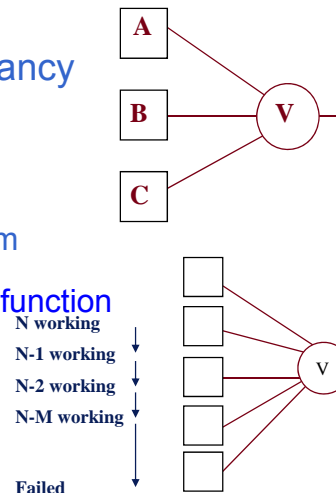 A
ancy
B
V
C
m
function
N working
N-1 working
V
N-2 working
N-M working
Failed